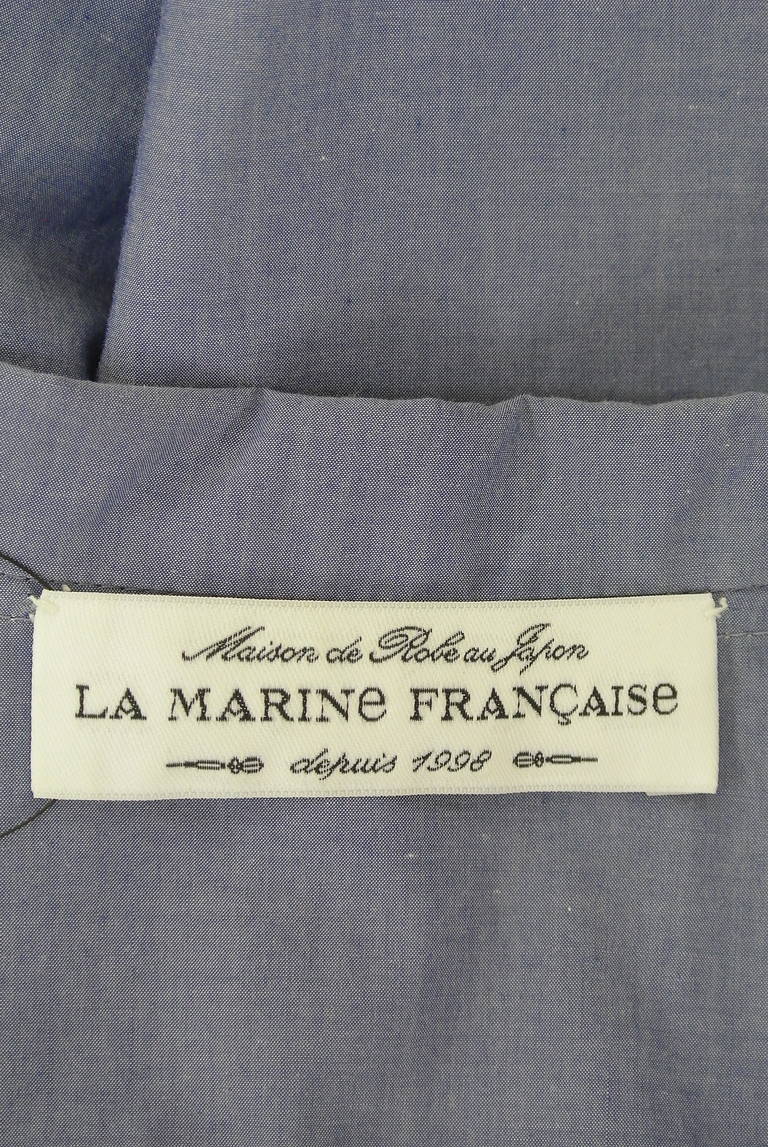 Maison de Robe au Japon
LA MARINe FRANÇAISe
depuis 1998